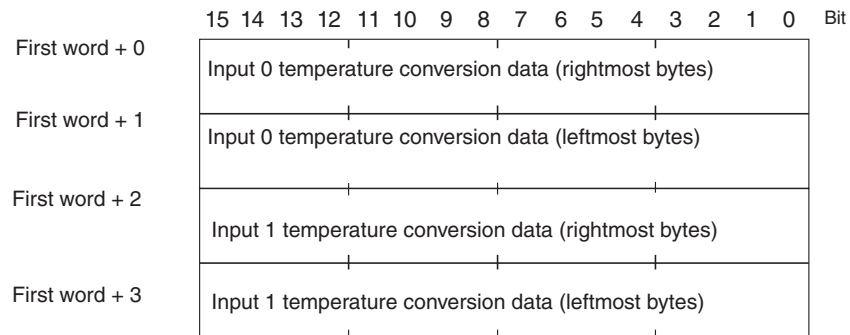 15 14 13 12 11 10 9 8 7 6 5 4 3 2 1 0 Bit
First word + 0
Input 0 temperature conversion data (rightmost bytes)
First word + 1
Input 0 temperature conversion data (leftmost bytes)
First word + 2
Input 1 temperature conversion data (rightmost bytes)
First word + 3
Input 1 temperature conversion data (leftmost bytes)